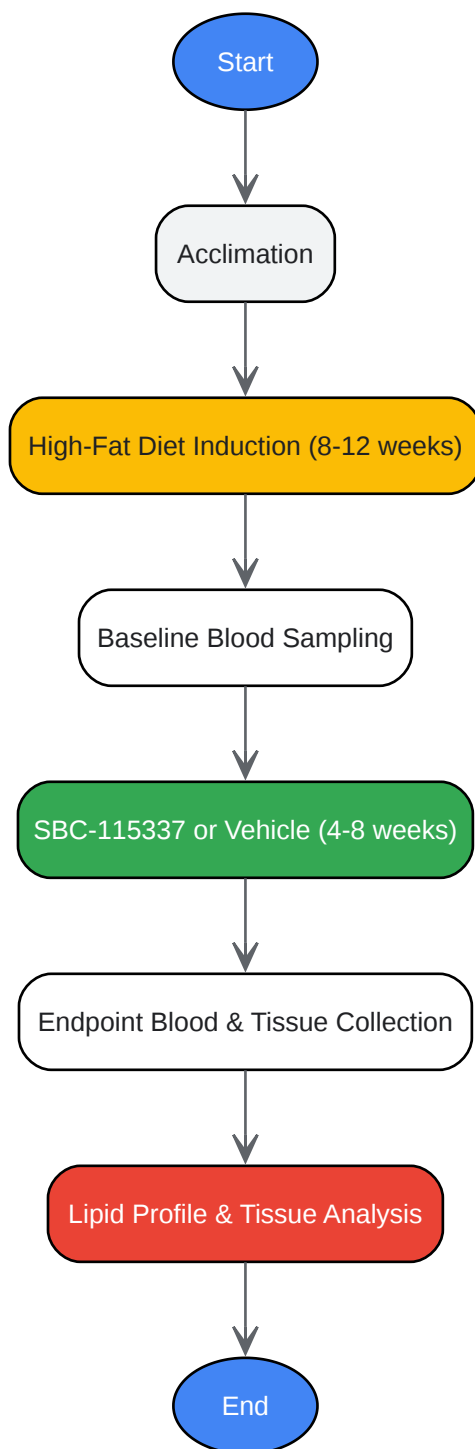 Start
Acclimation
High-Fat Diet Induction (8-12 weeks)
Baseline Blood Sampling
SBC-115337 or Vehicle (4-8 weeks)
Endpoint Blood & Tissue Collection
Lipid Profile & Tissue Analysis
End